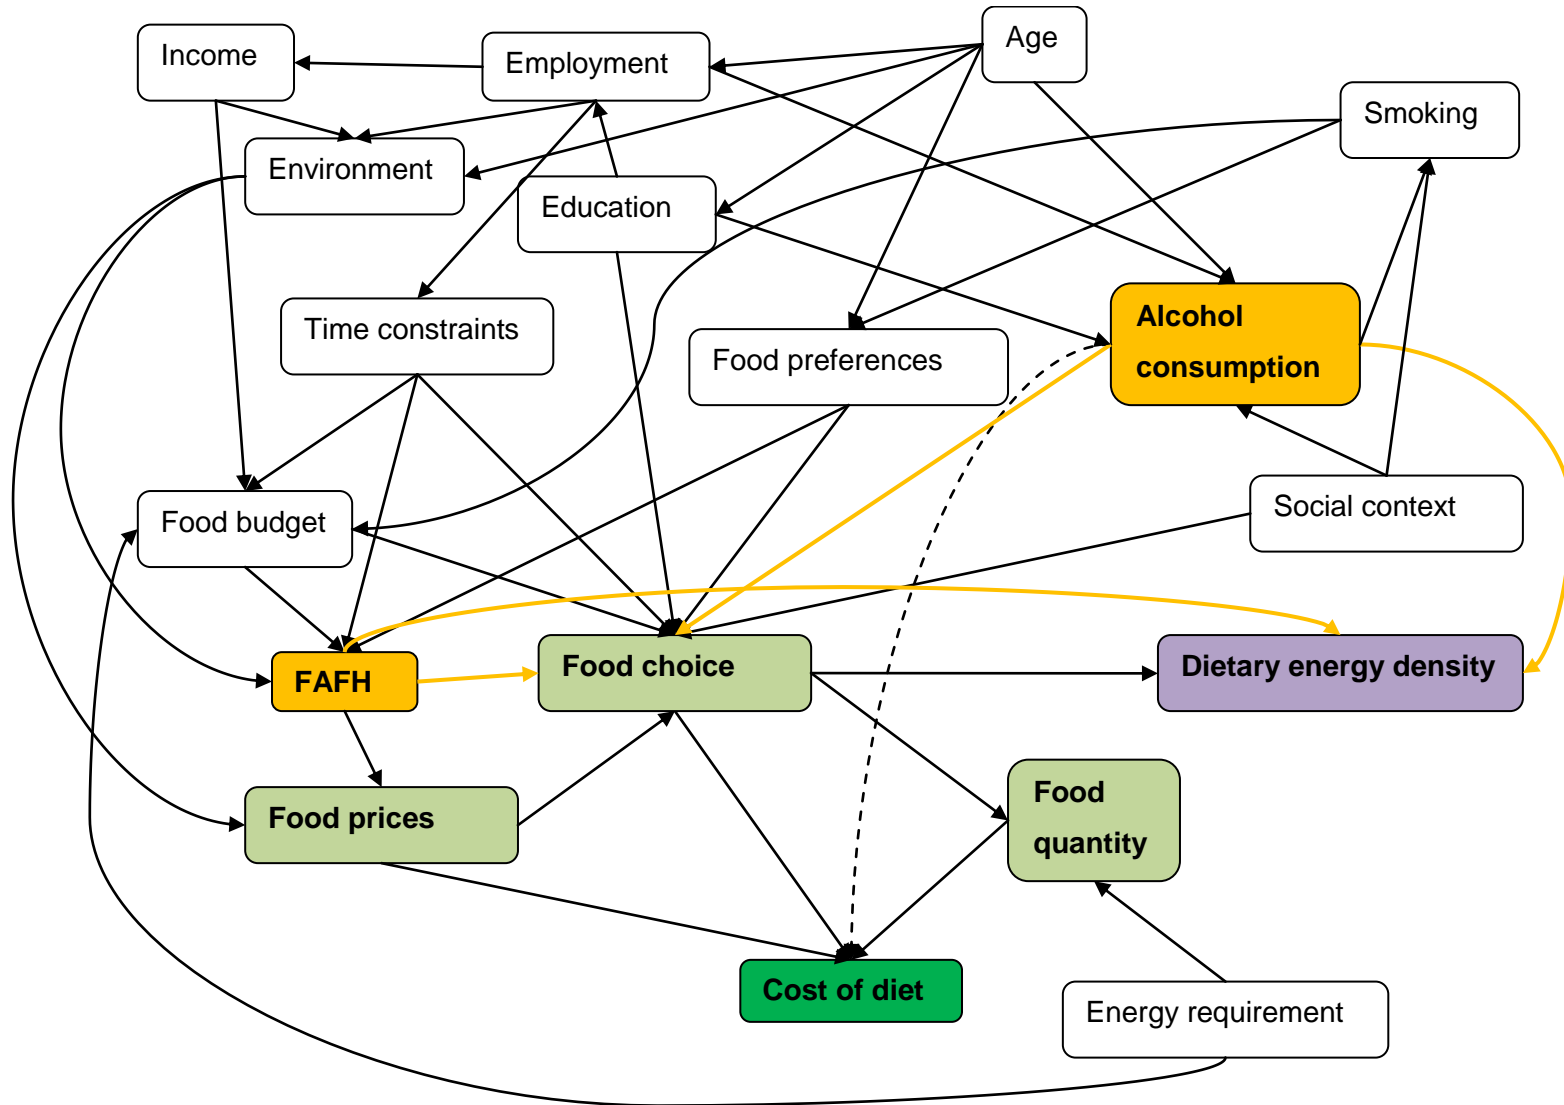 Income
Employment
Age
Smoking
Environment
Education
Time constraints
Food preferences
Alcohol
consumption
Food budget
Social context
FAFH
Food choice
Dietary energy density
Food prices
Food
quantity
Cost of diet
Energy requirement